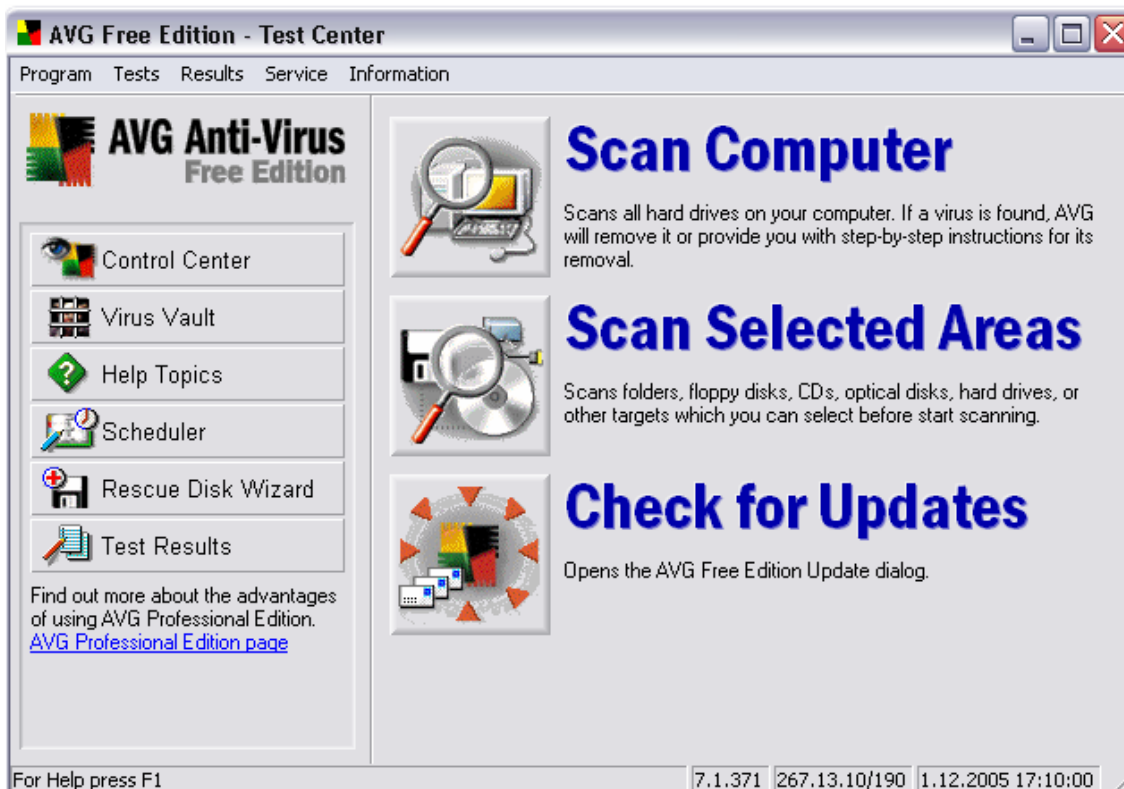 AVG Free Edition - Test Center
Program Tests Results Service Information
AVG Anti-Virus
Free Edition
Control Center
Virus Vault
Help Topics
Scheduler
Rescue Disk Wizard
Test Results
Find out more about the advantages
of using AVG Professional Edition.
AVG Professional Edition page
Scan Computer
Scans all hard drives on your computer. If a virus is found, AVG
will remove it or provide you with step-by-step instructions for its
removal.
Scan Selected Areas
Scans folders, floppy disks, CDs, optical disks, hard drives, or
other targets which you can select before start scanning.
Check for Updates
Opens the AVG Free Edition Update dialog.
For Help press F1
7.1.371 267.13.10/190 1.12.2005 17:10:00